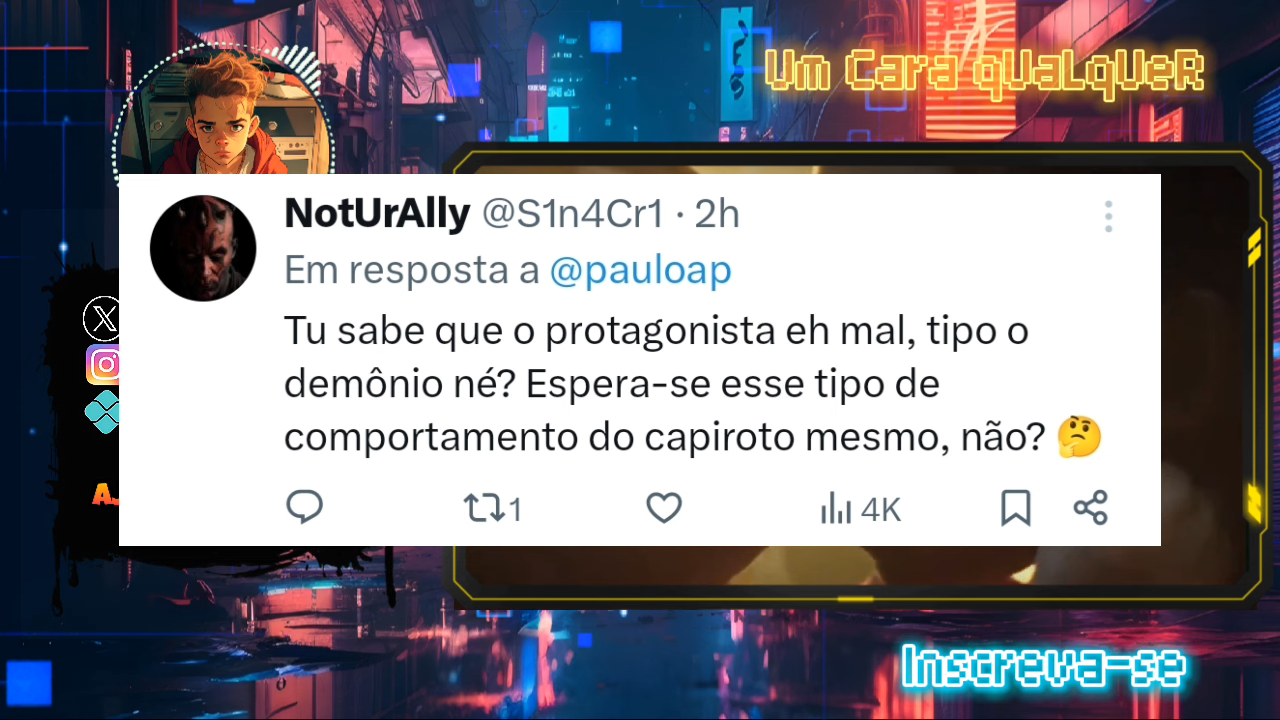 Um Cara qUaLqUeR
NotUrAlly @S1n4Cr1 · 2h
Em resposta a @pauloap
Tu sabe que o protagonista eh mal, tipo o
demônio né? Espera-se esse tipo de
comportamento do capiroto mesmo, não? 🤔
1
4K
Inscreva-se